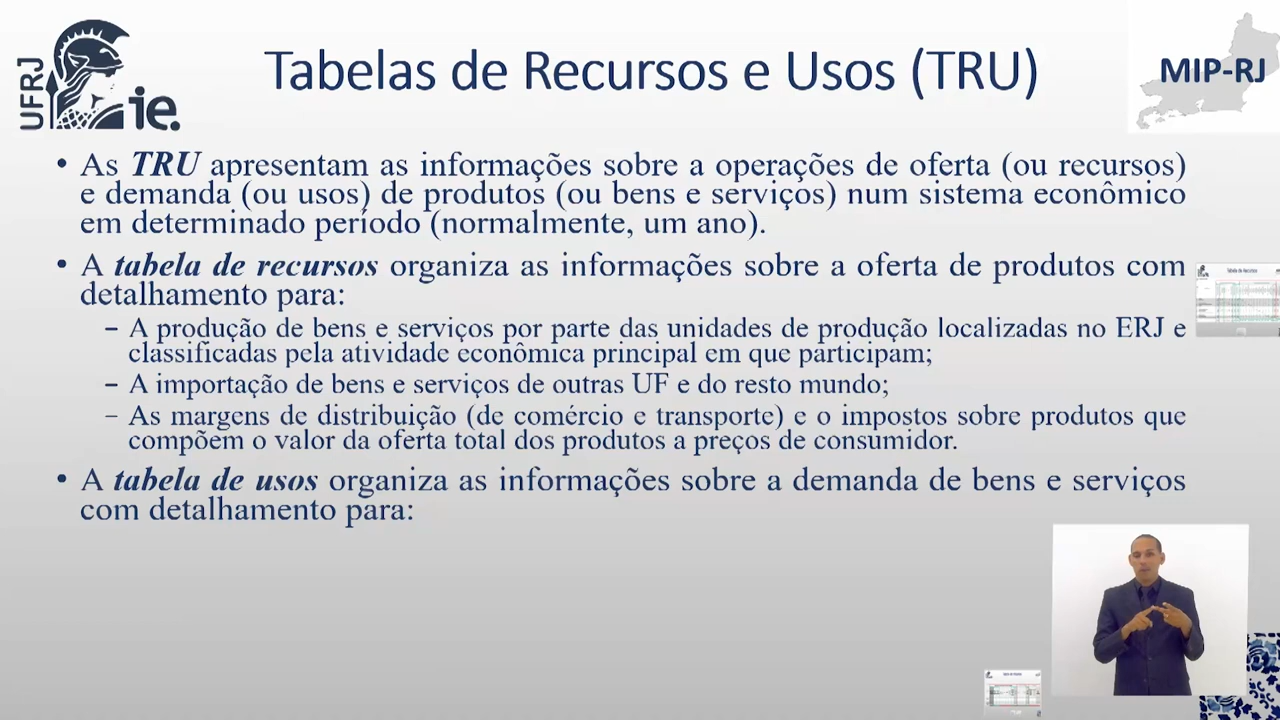 UFRJ
ie.
Tabelas de Recursos e Usos (TRU)
MIP-RJ
• As TRU apresentam as informações sobre a operações de oferta (ou recursos)
e demanda (ou usos) de produtos (ou bens e serviços) num sistema econômico
em determinado período (normalmente, um ano).
• A tabela de recursos organiza as informações sobre a oferta de produtos com
detalhamento para:
– A produção de bens e serviços por parte das unidades de produção localizadas no ERJ e
classificadas pela atividade econômica principal em que participam;
– A importação de bens e serviços de outras UF e do resto mundo;
– As margens de distribuição (de comércio e transporte) e o impostos sobre produtos que
compõem o valor da oferta total dos produtos a preços de consumidor.
• A tabela de usos organiza as informações sobre a demanda de bens e serviços
com detalhamento para: